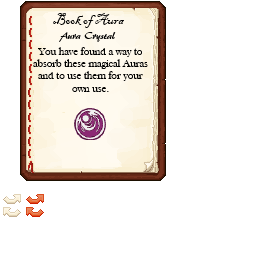 Book of Aura
Aura Crystal
You have found a way to
absorb these magical Auras
and to use them for your
own use.